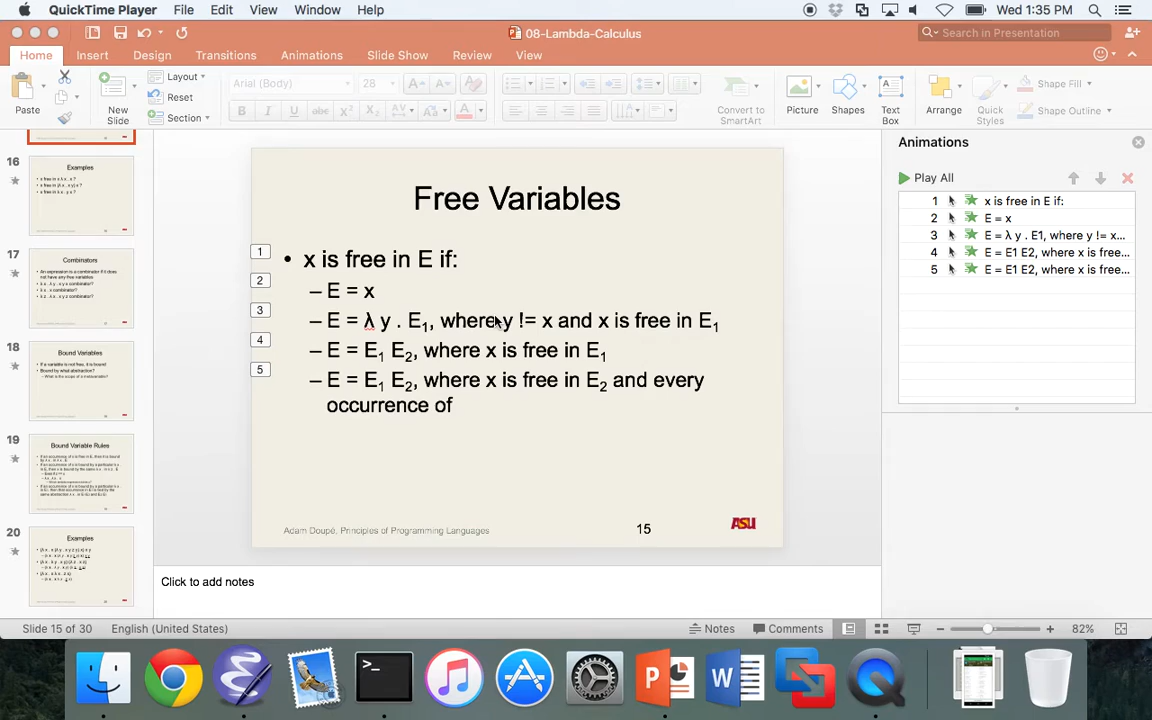 QuickTime Player File Edit View Window Help Wed 1:35 PM
08-Lambda-Calculus Search in Presentation
Home Insert Design Transitions Animations Slide Show Review View
Paste New Slide Layout Reset Section Arial (Body) 28 Convert to SmartArt Picture Shapes Text Box Arrange Quick Styles Shape Fill Shape Outline
16
Examples
17
Combinators
18
Bound Variables
19
Bound Variable Rules
20
Examples
Free Variables
1 • x is free in E if:
2 – E = x
3 – E = λ y . E₁, where y != x and x is free in E₁
4 – E = E₁ E₂, where x is free in E₁
5 – E = E₁ E₂, where x is free in E₂ and every
occurrence of
Adam Doupé, Principles of Programming Languages 15 ASU
Click to add notes
Animations
Play All
1 x is free in E if:
2 E = x
3 E = λ y . E1, where y != x...
4 E = E1 E2, where x is free...
5 E = E1 E2, where x is free...
Slide 15 of 30 English (United States) Notes Comments 82%